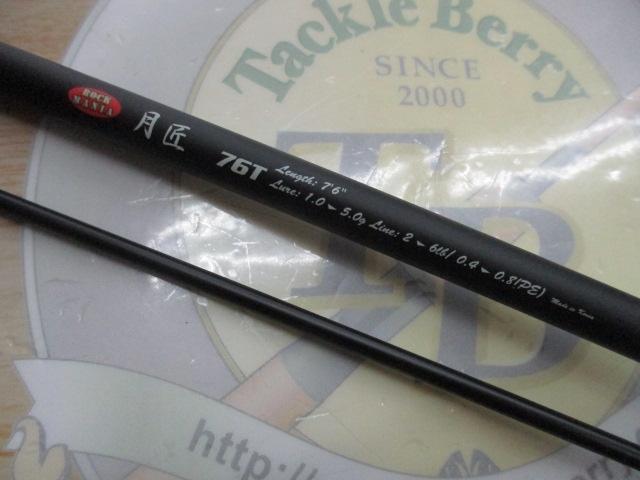 Tackle Berry
SINCE
2000
TB
ROCK
MANIA
月匠
76T
Length: 7'6"
Lure: 1.0 ~ 5.0g Line: 2 ~ 6lb/ 0.4 ~ 0.8(PE)
Made in Korea
http://